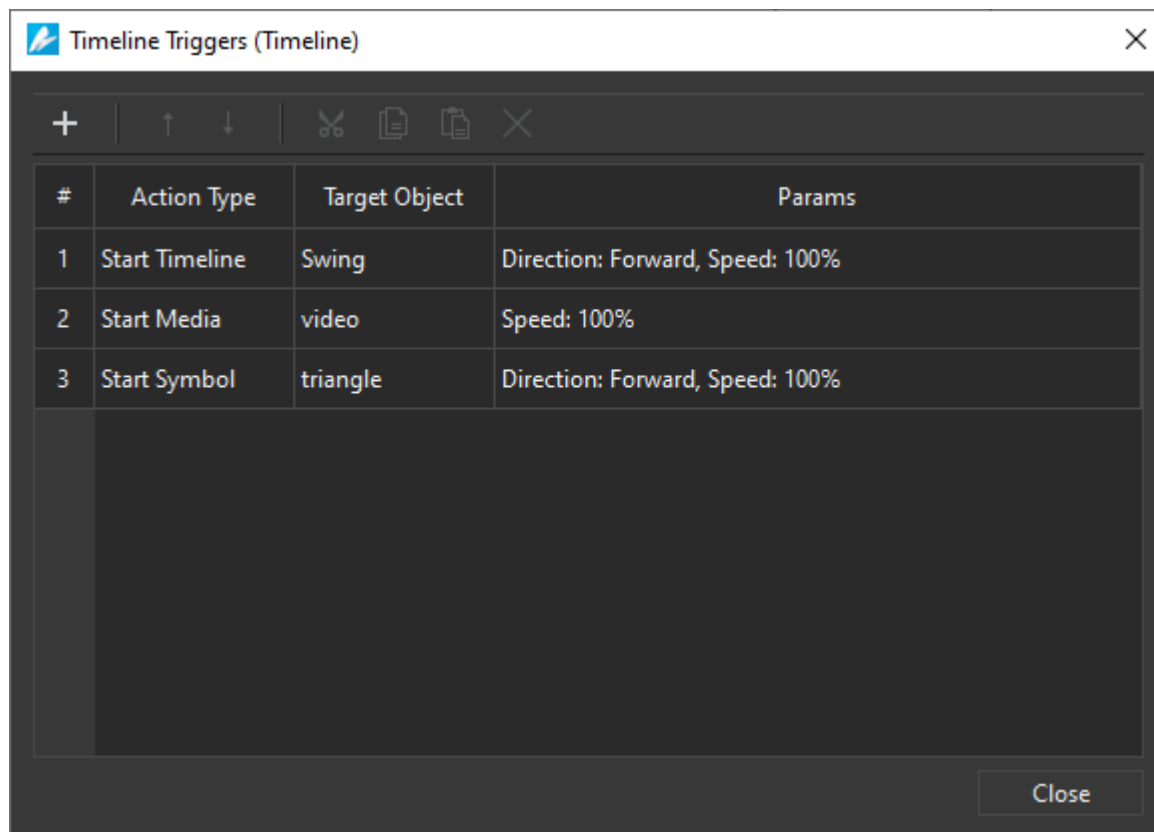 Timeline Triggers (Timeline)
# Action Type Target Object Params
1 Start Timeline Swing Direction: Forward, Speed: 100%
2 Start Media video Speed: 100%
3 Start Symbol triangle Direction: Forward, Speed: 100%
Close